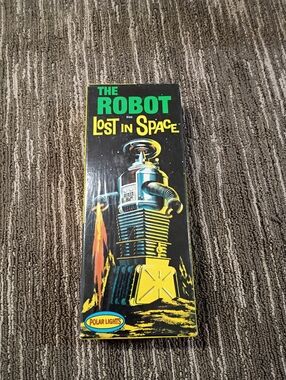 THE
ROBOT
FROM
LOST IN SPACE
POLAR LIGHTS